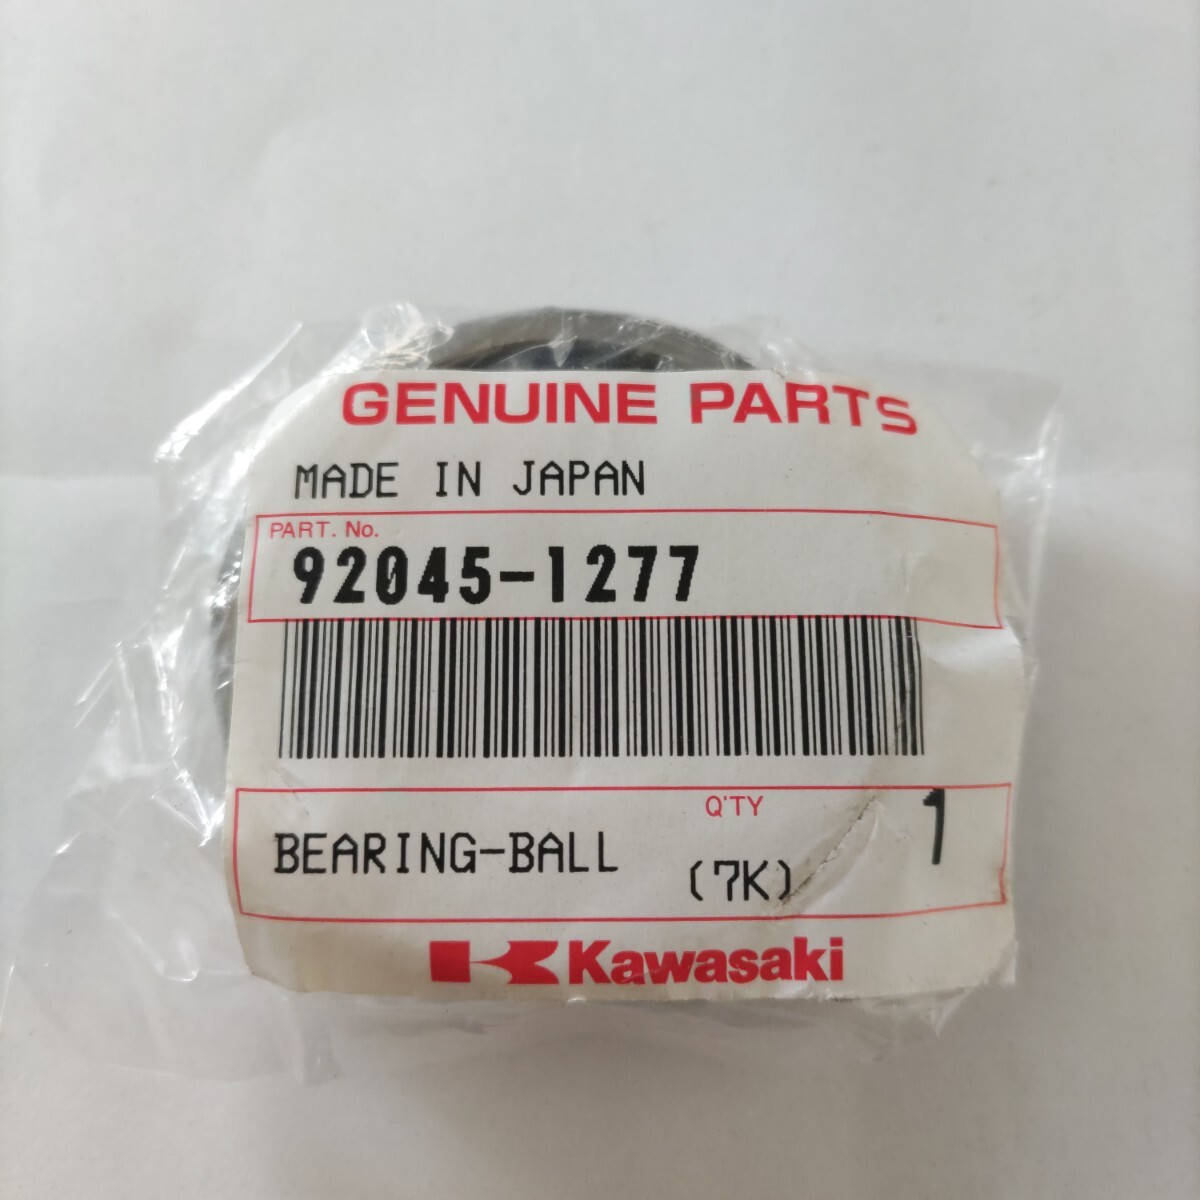 GENUINE PARTS
MADE IN JAPAN
PART. No.
92045-1277
Q'TY 1
BEARING-BALL (7K)
Kawasaki